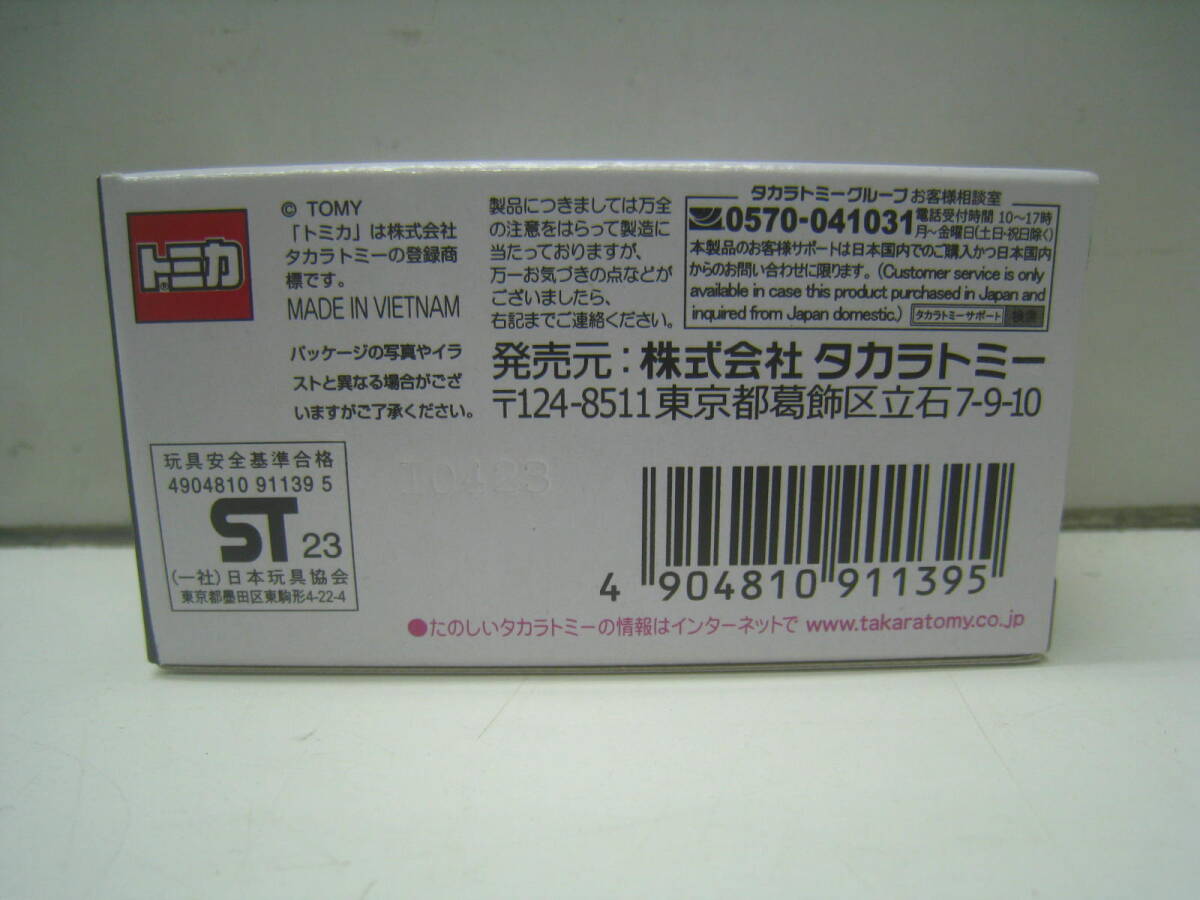 トミカ®
© TOMY
「トミカ」は株式会社
タカラトミーの登録商
標です。
MADE IN VIETNAM
パッケージの写真やイラ
ストと異なる場合がござ
いますがご了承ください。
製品につきましては万全
の注意をはらって製造に
当たっておりますが、
万一お気づきの点などが
ございましたら、
右記までご連絡ください。
タカラトミーグループお客様相談室
0570-041031 電話受付時間 10〜17時
月〜金曜日(土日・祝日除く)
本製品のお客様サポートは日本国内でのご購入かつ日本国内
からのお問い合わせに限ります。(Customer service is only
available in case this product purchased in Japan and
inquired from Japan domestic.) タカラトミーサポート 検索
発売元:株式会社 タカラトミー
〒124-8511 東京都葛飾区立石7-9-10
玩具安全基準合格
4904810 91139 5
ST 23
(一社)日本玩具協会
東京都墨田区東駒形4-22-4
I0423
4 904810 911395
●たのしいタカラトミーの情報はインターネットで www.takaratomy.co.jp